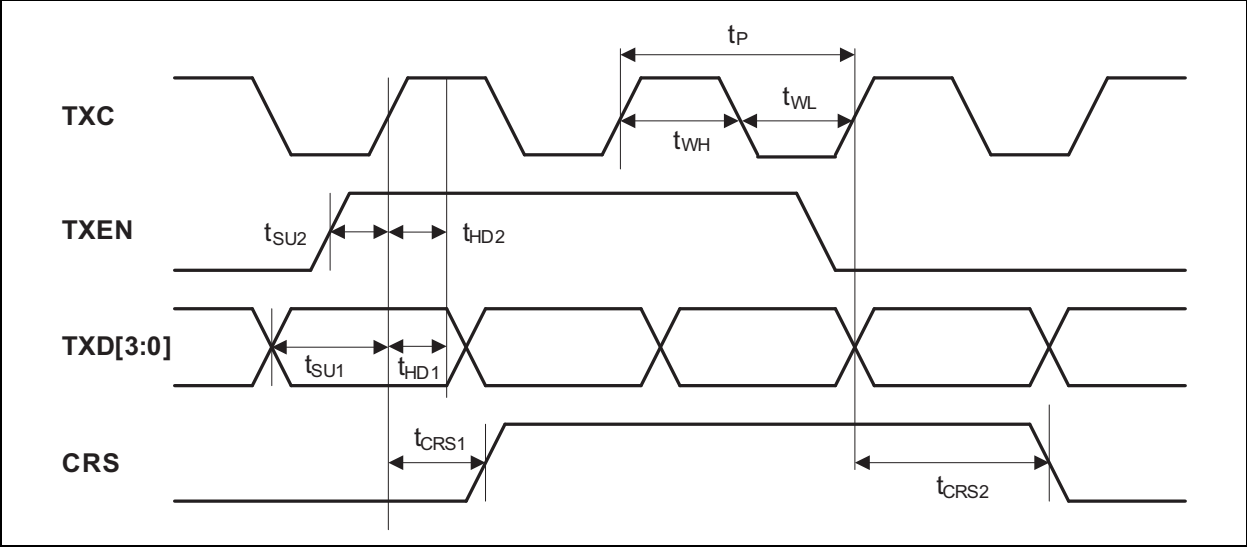 tP
TXC
tWL
tWH
TXEN
tSU2
tHD2
TXD[3:0]
tSU1
tHD1
tCRS1
CRS
tCRS2